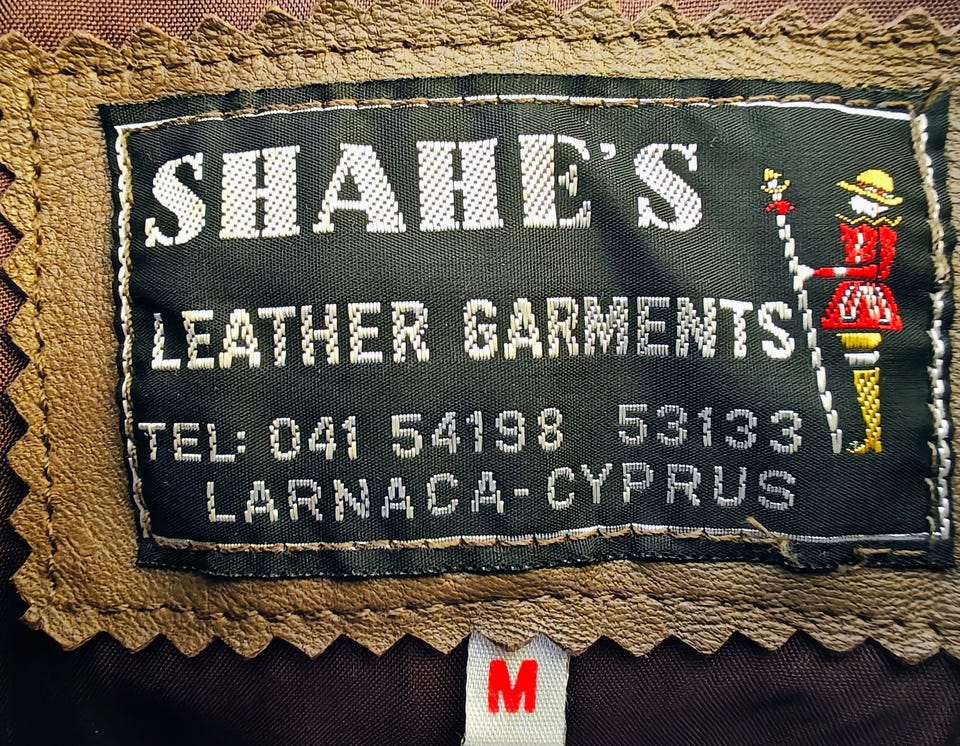 SHAHE'S
LEATHER GARMENTS
TEL: 041 54198 53133
LARNACA-CYPRUS
M